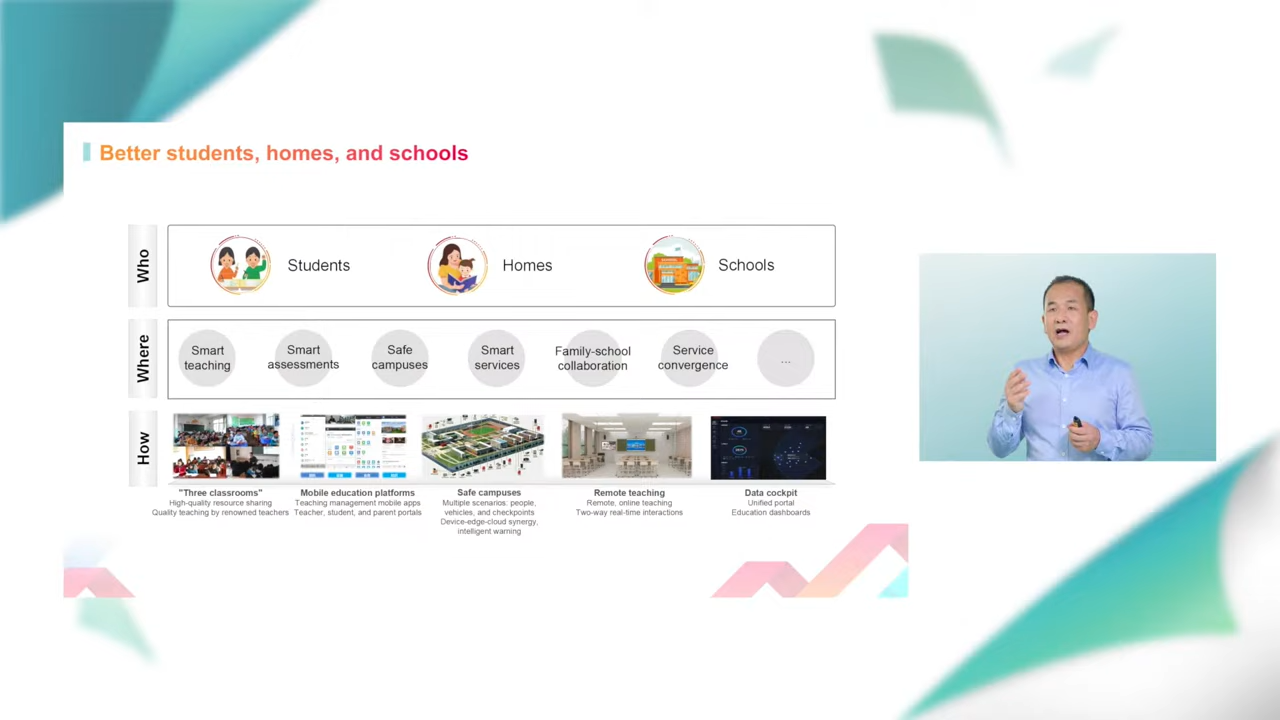 Better students, homes, and schools
Who
Students
Homes
Schools
Where
Smart
teaching
Smart
assessments
Safe
campuses
Smart
services
Family-school
collaboration
Service
convergence
...
How
"Three classrooms"
High-quality resource sharing
Quality teaching by renowned teachers
Mobile education platforms
Teaching management mobile apps
Teacher, student, and parent portals
Safe campuses
Multiple scenarios: people,
vehicles, and checkpoints
Device-edge-cloud synergy,
intelligent warning
Remote teaching
Remote, online teaching
Two-way real-time interactions
Data cockpit
Unified portal
Education dashboards